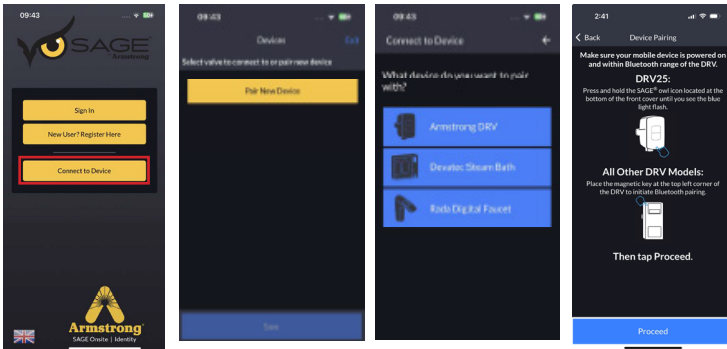 09:43
SAGE®
Armstrong
Sign In
New User? Register Here
Connect to Device
Armstrong®
SAGE Onsite | Identity
09:43
Devices
Exit
Select valve to connect to or pair new device
Pair New Device
Save
09:43
Connect to Device
What device do you want to pair
with?
Armstrong DRV
Devatec Steam Bath
Rada Digital Faucet
2:41
Back
Device Pairing
Make sure your mobile device is powered on
and within Bluetooth range of the DRV.
DRV25:
Press and hold the SAGE® owl icon located at the
bottom of the front cover until you see the blue
light flash.
All Other DRV Models:
Place the magnetic key at the top left corner of
the DRV to initiate Bluetooth pairing.
Then tap Proceed.
Proceed